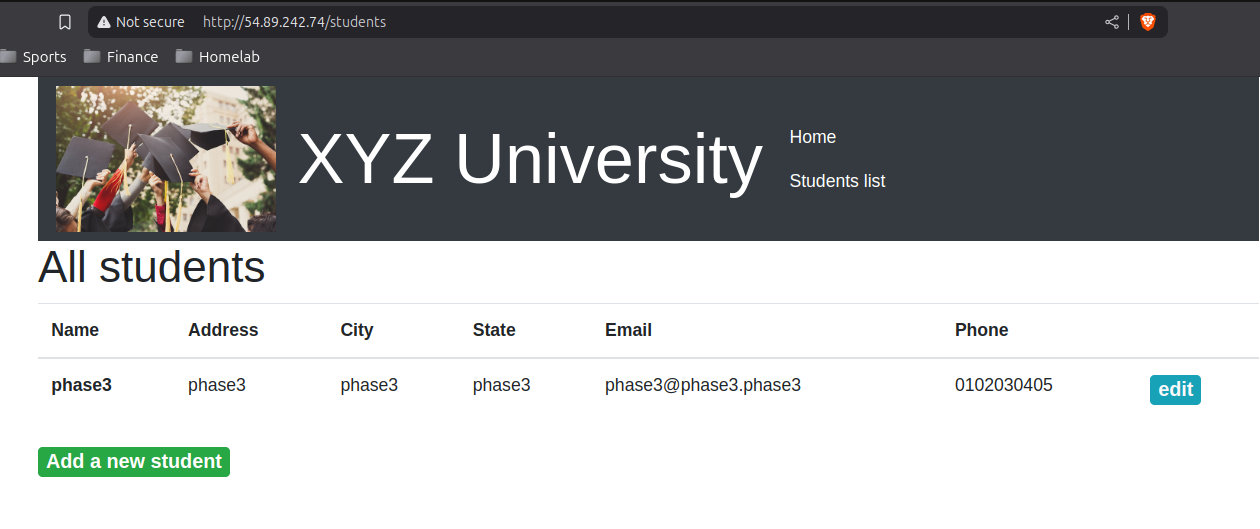 Not secure http://54.89.242.74/students
Sports Finance Homelab
XYZ University
Home
Students list
All students
Name Address City State Email Phone
phase3 phase3 phase3 phase3 phase3@phase3.phase3 0102030405 edit
Add a new student